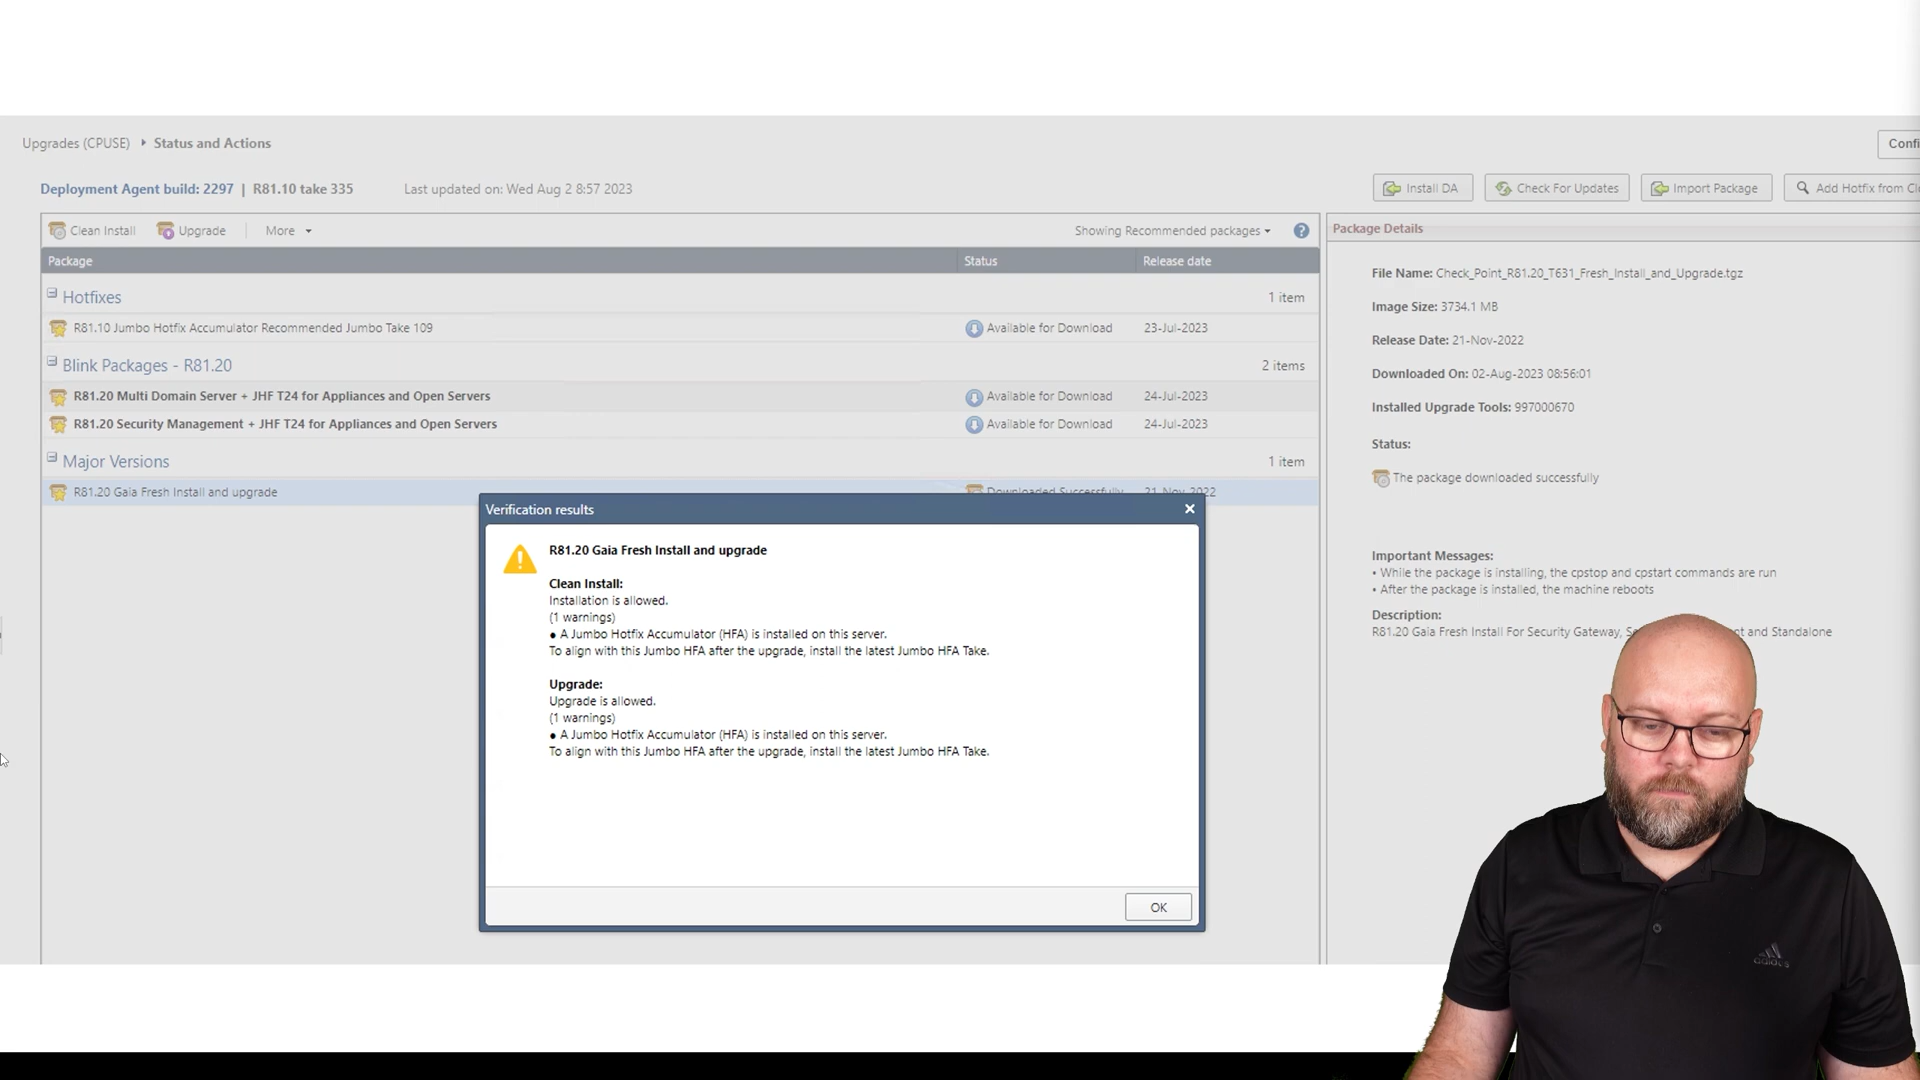 Upgrades (CPUSE) Status and Actions
Confi
Deployment Agent build: 2297 | R81.10 take 335 Last updated on: Wed Aug 2 8:57 2023
Install DA Check For Updates Import Package Add Hotfix from Clo
Clean Install Upgrade More Showing Recommended packages ?
Package Status Release date
Hotfixes 1 item
R81.10 Jumbo Hotfix Accumulator Recommended Jumbo Take 109 Available for Download 23-Jul-2023
Blink Packages - R81.20 2 items
R81.20 Multi Domain Server + JHF T24 for Appliances and Open Servers Available for Download 24-Jul-2023
R81.20 Security Management + JHF T24 for Appliances and Open Servers Available for Download 24-Jul-2023
Major Versions 1 item
R81.20 Gaia Fresh Install and upgrade Downloaded Successfully 21-Nov-2022
Verification results
R81.20 Gaia Fresh Install and upgrade
Clean Install:
Installation is allowed.
(1 warnings)
● A Jumbo Hotfix Accumulator (HFA) is installed on this server.
To align with this Jumbo HFA after the upgrade, install the latest Jumbo HFA Take.
Upgrade:
Upgrade is allowed.
(1 warnings)
● A Jumbo Hotfix Accumulator (HFA) is installed on this server.
To align with this Jumbo HFA after the upgrade, install the latest Jumbo HFA Take.
OK
Package Details
File Name: Check_Point_R81.20_T631_Fresh_Install_and_Upgrade.tgz
Image Size: 3734.1 MB
Release Date: 21-Nov-2022
Downloaded On: 02-Aug-2023 08:56:01
Installed Upgrade Tools: 997000670
Status:
The package downloaded successfully
Important Messages:
• While the package is installing, the cpstop and cpstart commands are run
• After the package is installed, the machine reboots
Description:
R81.20 Gaia Fresh Install For Security Gateway, and Standalone
adidas